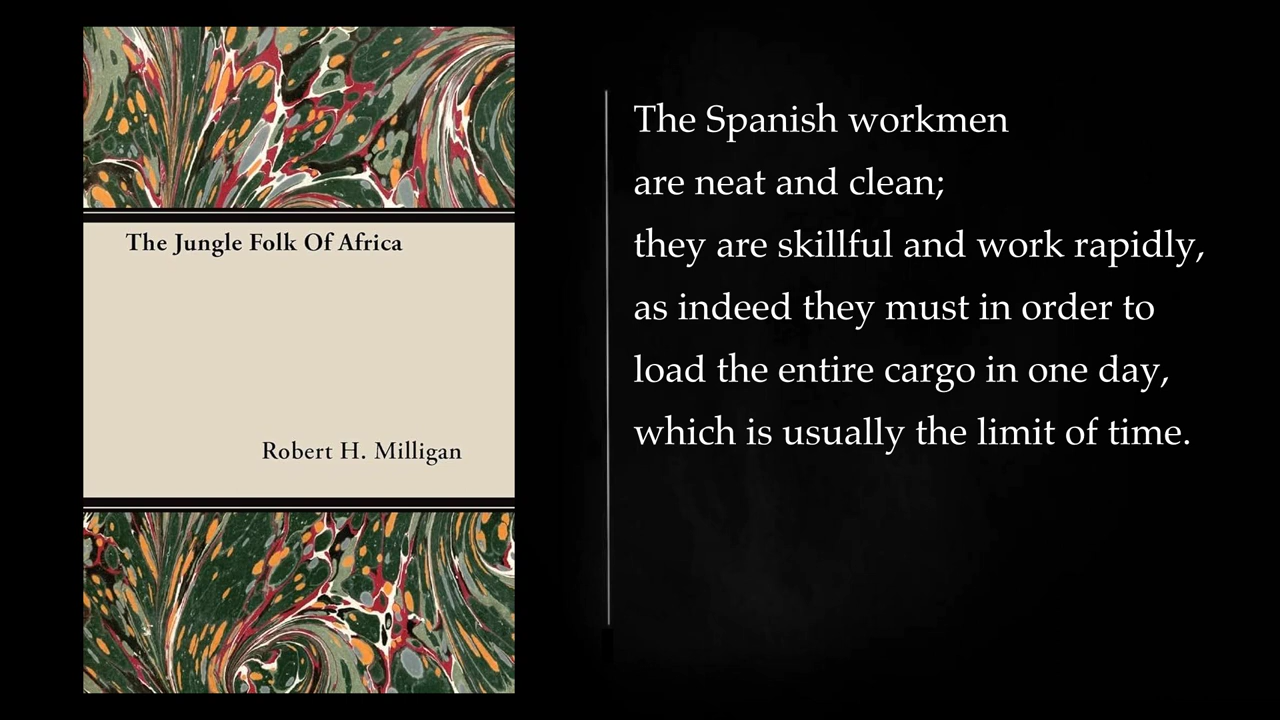 The Jungle Folk Of Africa
Robert H. Milligan
The Spanish workmen
are neat and clean;
they are skillful and work rapidly,
as indeed they must in order to
load the entire cargo in one day,
which is usually the limit of time.